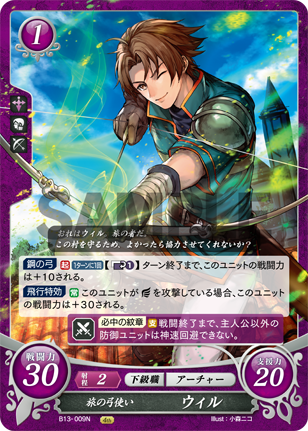 1
SAMPLE
おれはウィル。旅の者だ。
この村を守るため、よかったら協力させてくれないか?
鋼の弓 起 1ターンに1回 【1】ターン終了まで、このユニットの戦闘力
は+10される。
飛行特効 常 このユニットが を攻撃している場合、このユニット
の戦闘力は+30される。
必中の紋章 攻 戦闘終了まで、主人公以外の
防御ユニットは神速回避できない。
戦闘力 30
射程 2 下級職 アーチャー
支援力 20
旅の弓使い ウィル
B13-009N Illust:小森ニコ